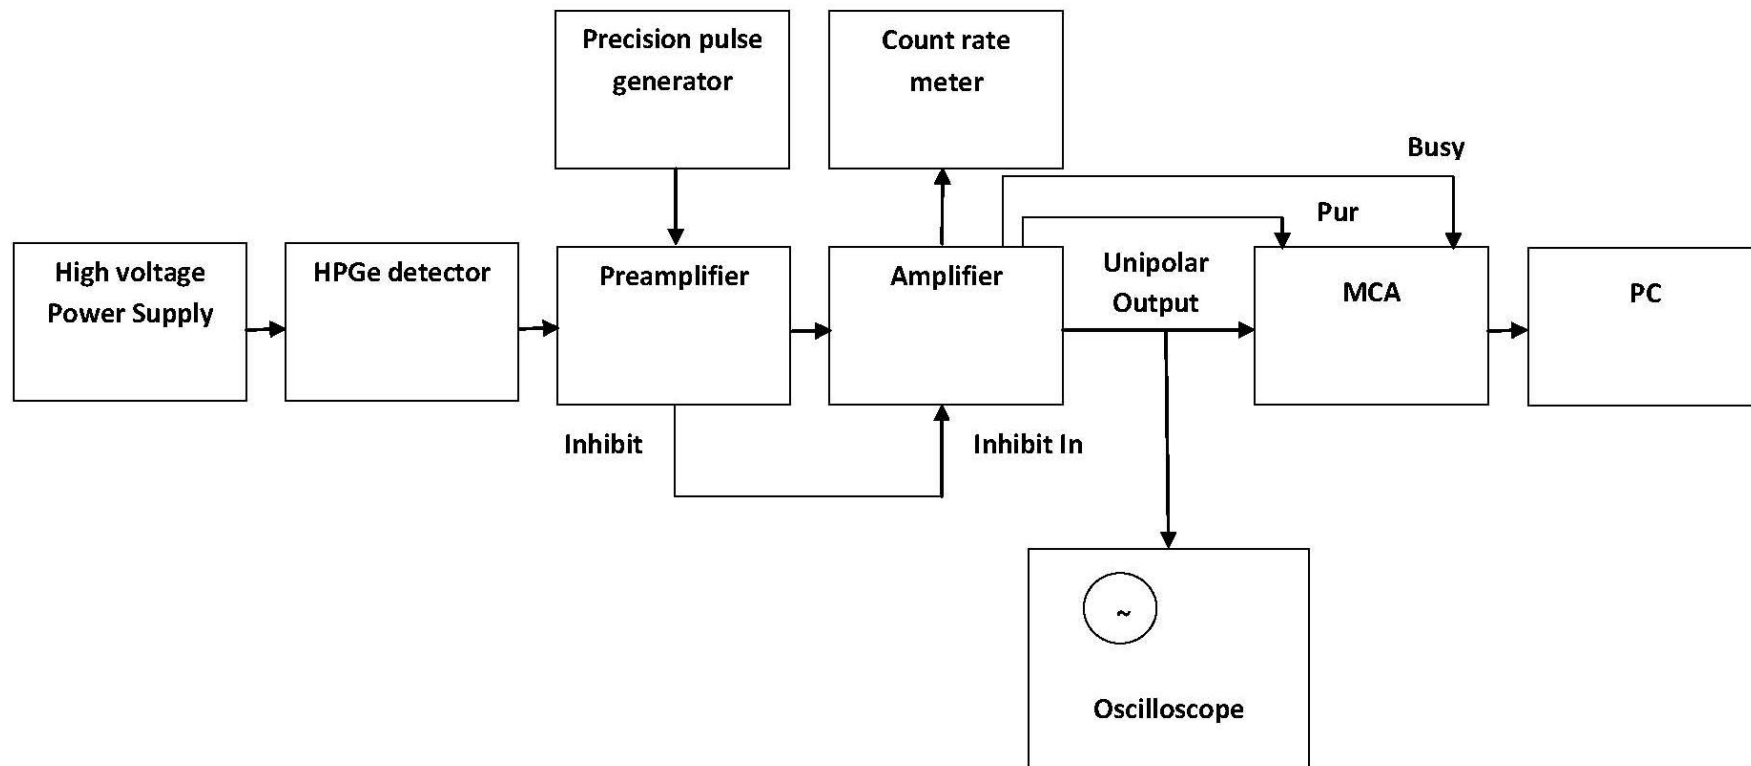 Precision pulse
generator
Count rate
meter
Busy
Pur
High voltage
Power Supply
HPGe detector
Preamplifier
Amplifier
Unipolar
Output
MCA
PC
Inhibit
Inhibit In
~
Oscilloscope